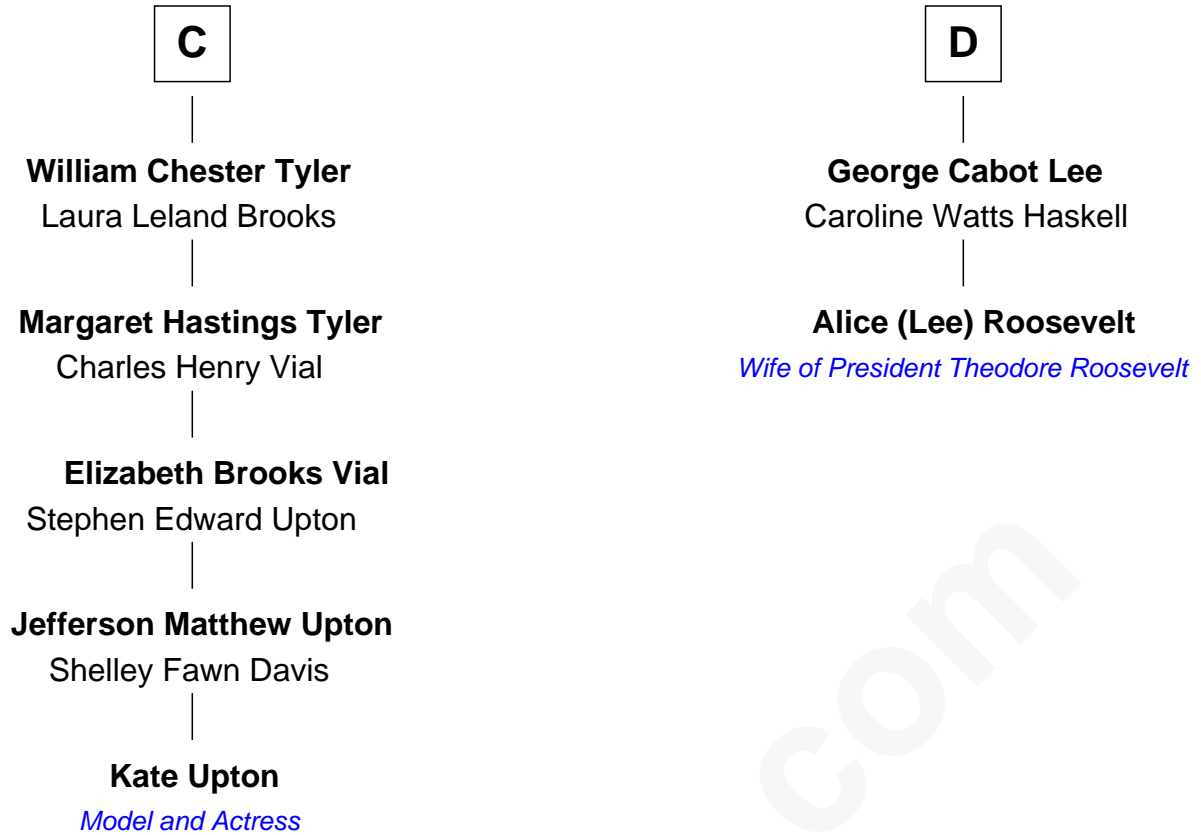 C
William Chester Tyler
Laura Leland Brooks
Margaret Hastings Tyler
Charles Henry Vial
Elizabeth Brooks Vial
Stephen Edward Upton
Jefferson Matthew Upton
Shelley Fawn Davis
Kate Upton
Model and Actress
D
George Cabot Lee
Caroline Watts Haskell
Alice (Lee) Roosevelt
Wife of President Theodore Roosevelt
com